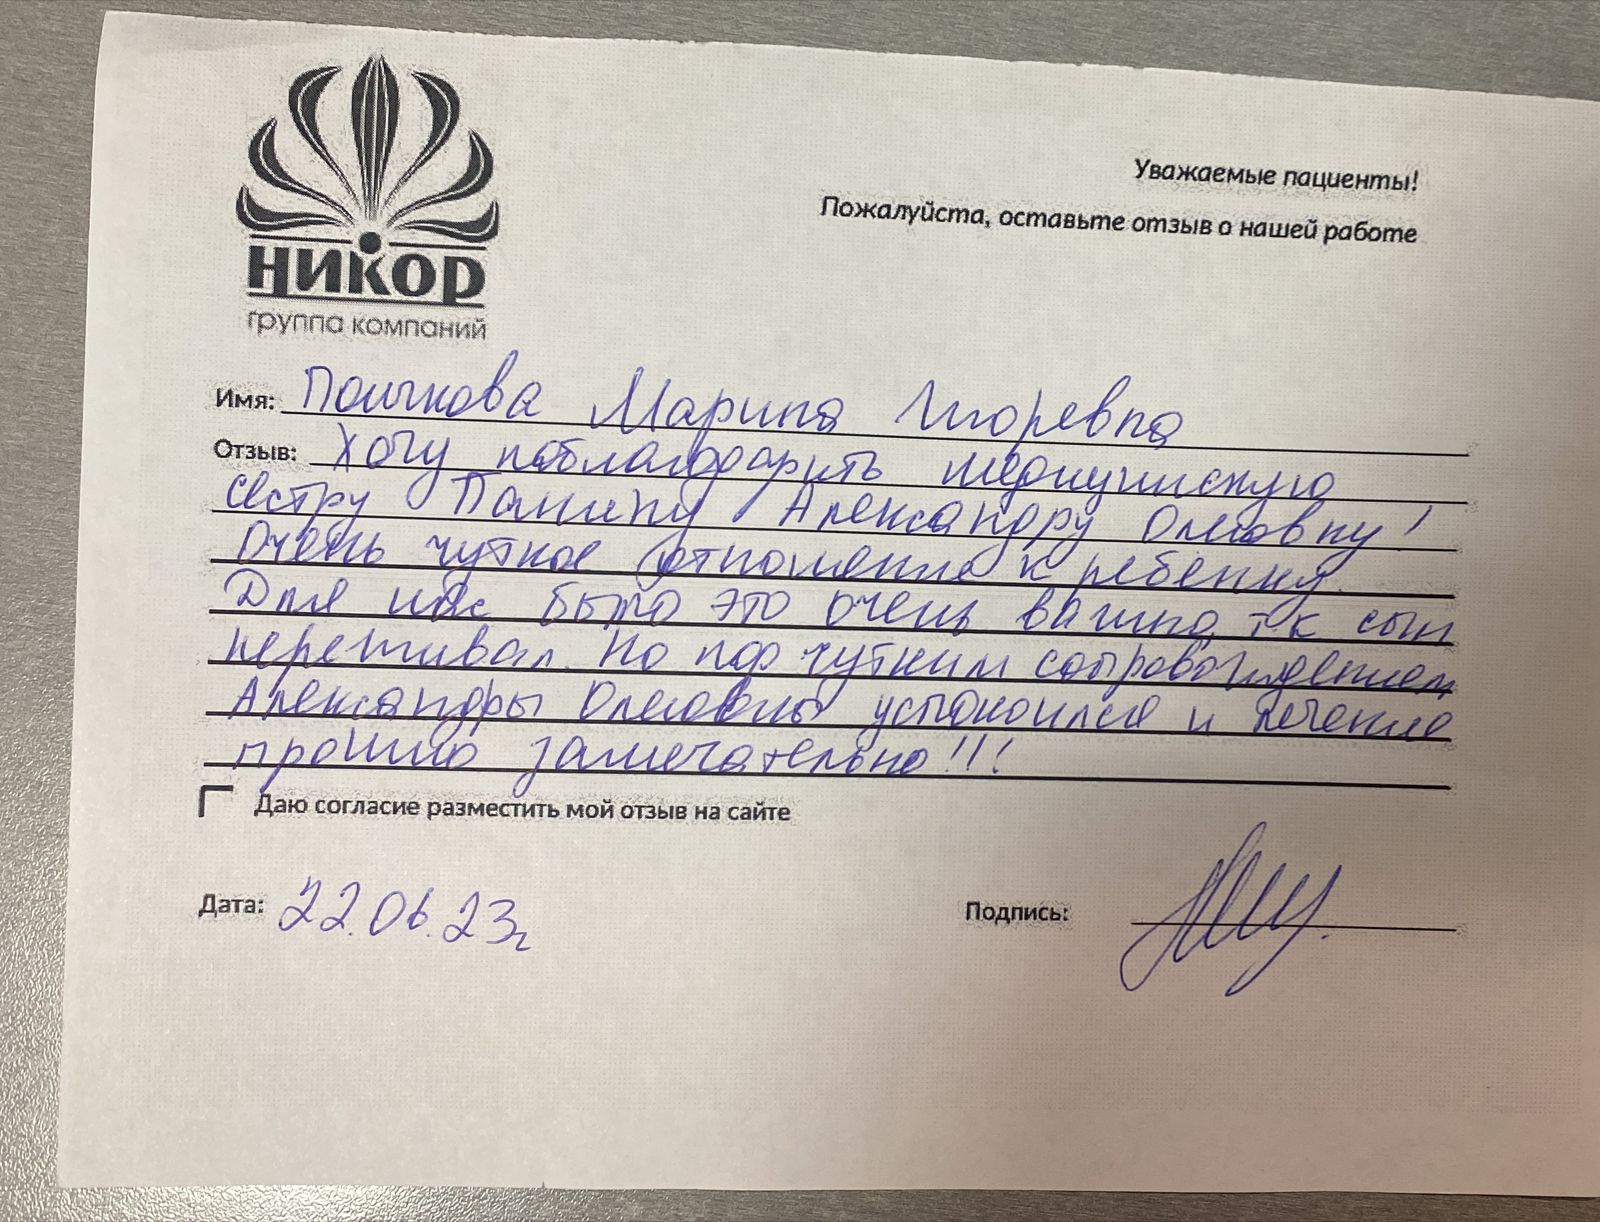 НИКОР
группа компаний
Уважаемые пациенты!
Пожалуйста, оставьте отзыв о нашей работе
Имя: Марина Игоревна
Отзыв: Хочу поблагодарить медицинскую
сестру Александру Олеговну!
Очень чуткое отношение к ребенку.
Для нас было это очень важно, т.к сын
переживал. Но под чутким сопровождением
Александры Олеговны успокоился и лечение
прошло замечательно!!!
Даю согласие разместить мой отзыв на сайте
Дата: 22.06.23г
Подпись: